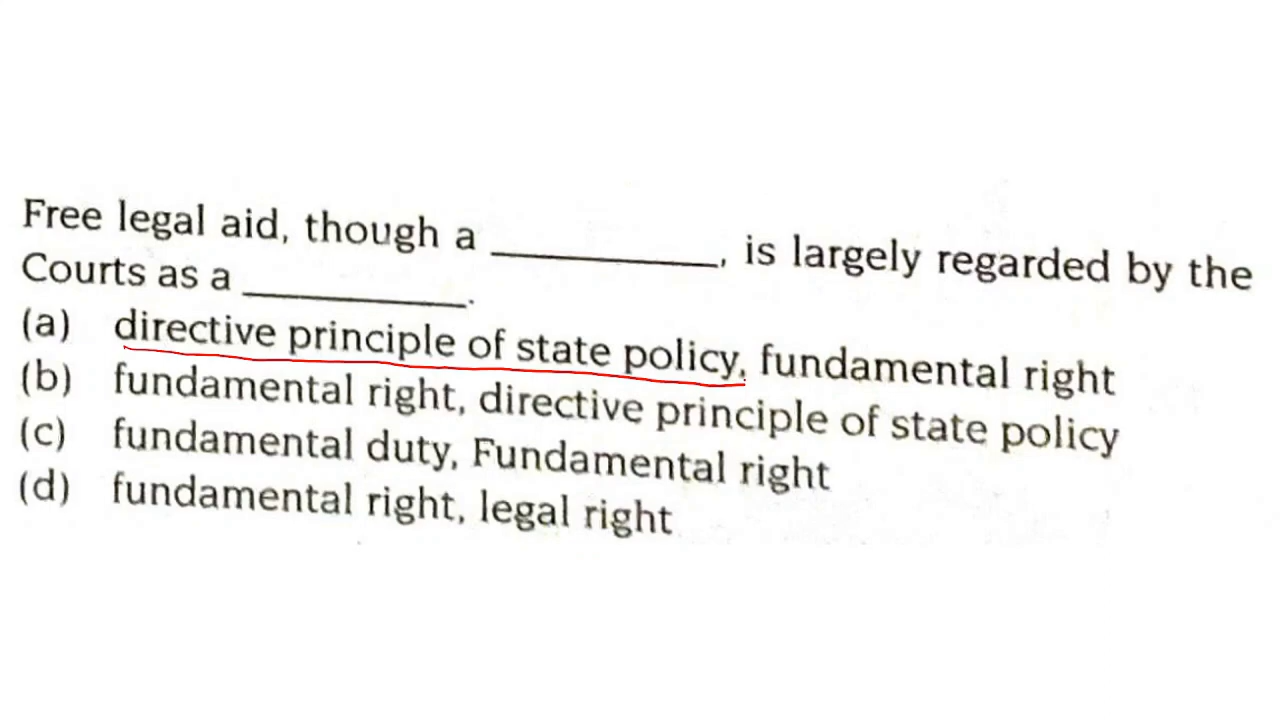 Free legal aid, though a __________, is largely regarded by the
Courts as a __________.
(a) directive principle of state policy, fundamental right
(b) fundamental right, directive principle of state policy
(c) fundamental duty, Fundamental right
(d) fundamental right, legal right